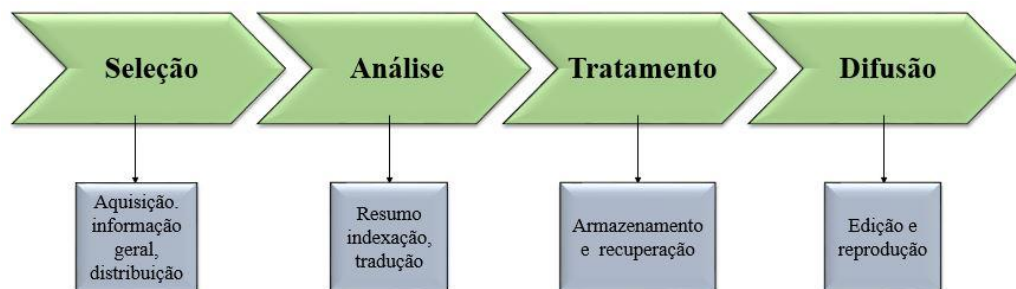 Seleção
Análise
Tratamento
Difusão
Aquisição.
informação
geral,
distribuição
Resumo
indexação,
tradução
Armazenamento
e recuperação
Edição e
reprodução